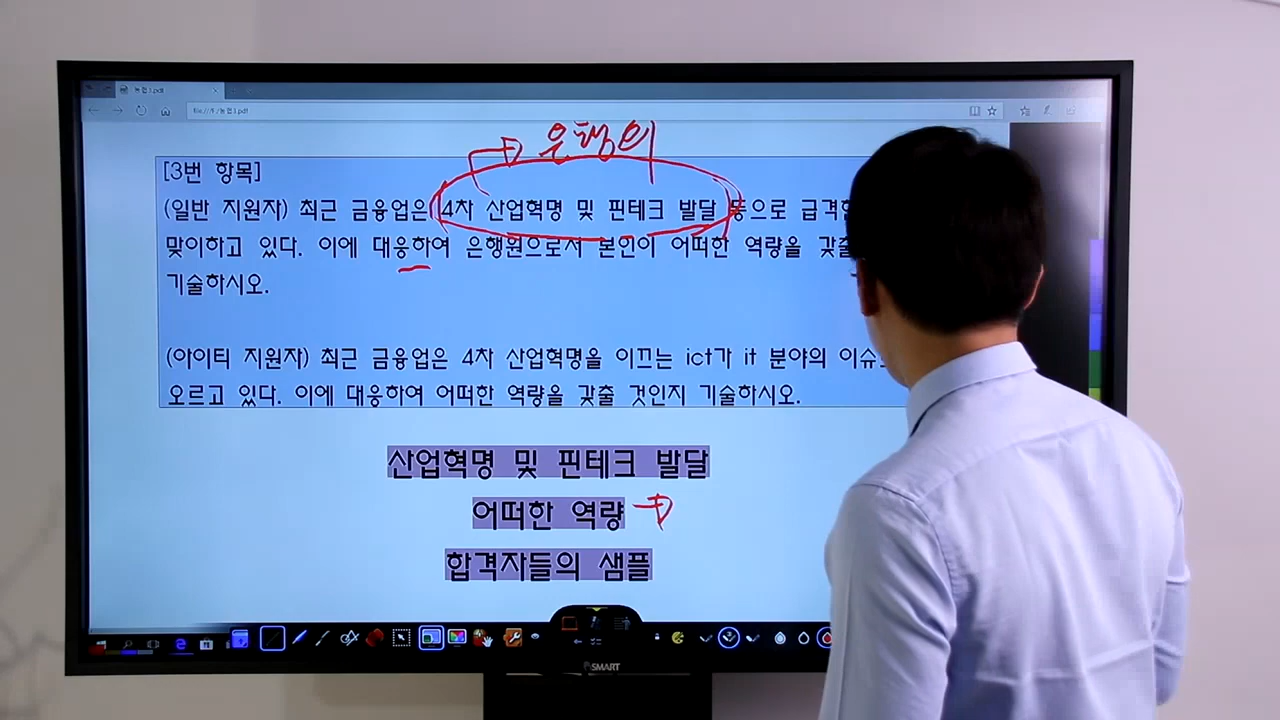 농협3.pdf
은행의
[3번 항목]
(일반 지원자) 최근 금융업은 4차 산업혁명 및 핀테크 발달 등으로 급격한
맞이하고 있다. 이에 대응하여 은행원으로서 본인이 어떠한 역량을 갖출
기술하시오.
(아이티 지원자) 최근 금융업은 4차 산업혁명을 이끄는 ict가 it 분야의 이슈로
오르고 있다. 이에 대응하여 어떠한 역량을 갖출 것인지 기술하시오.
산업혁명 및 핀테크 발달
어떠한 역량
합격자들의 샘플
SMART